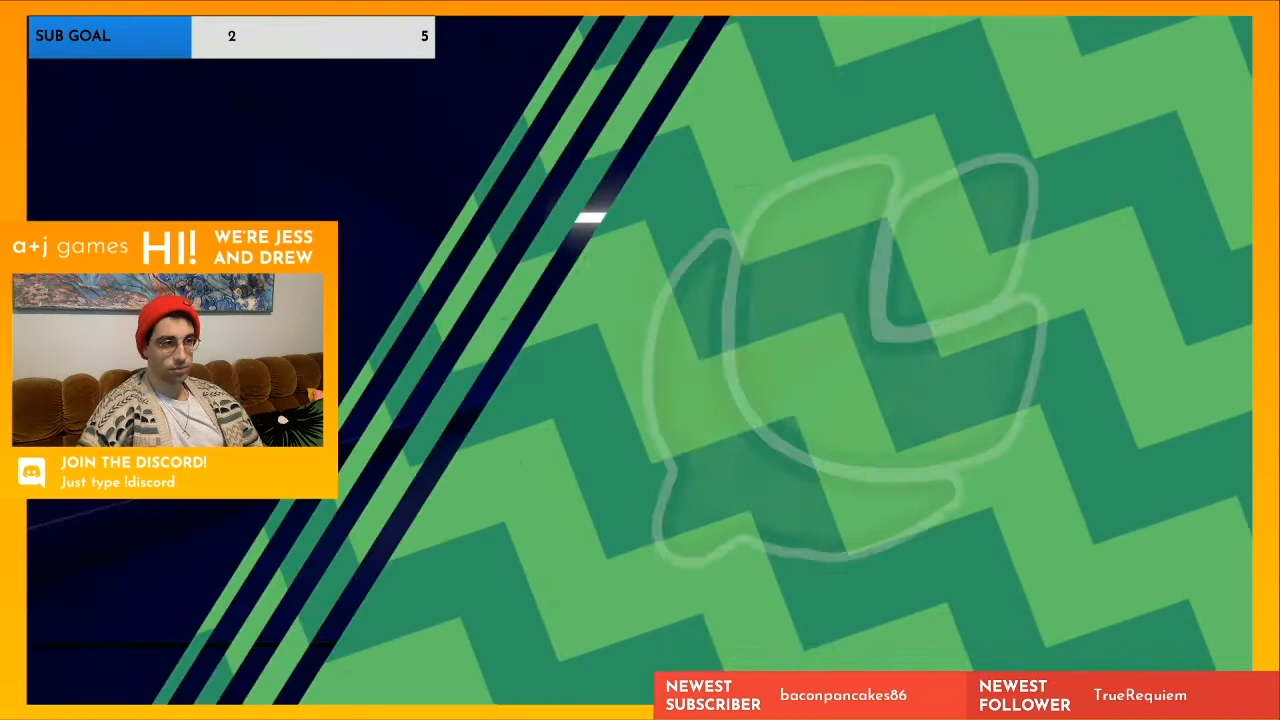 SUB GOAL 2 5
a+j games HI! WE'RE JESS
AND DREW
JOIN THE DISCORD!
Just type !discord
NEWEST
SUBSCRIBER baconpancakes86
NEWEST
FOLLOWER TrueRequiem